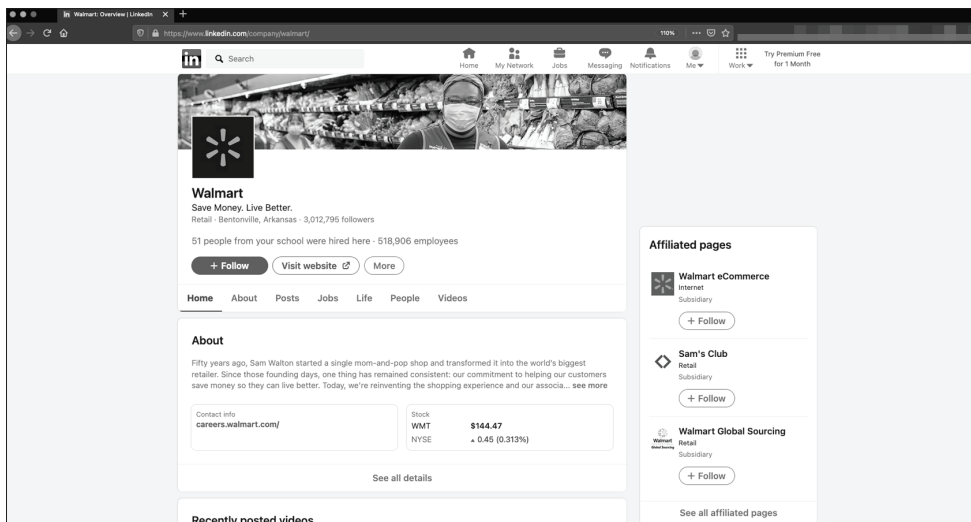 Walmart: Overview | LinkedIn
https://www.linkedin.com/company/walmart/
110%
in
Search
Home
My Network
Jobs
Messaging
Notifications
Me
Work
Try Premium Free
for 1 Month
Walmart
Save Money. Live Better.
Retail · Bentonville, Arkansas · 3,012,795 followers
51 people from your school were hired here · 518,906 employees
+ Follow
Visit website
More
Home
About
Posts
Jobs
Life
People
Videos
About
Fifty years ago, Sam Walton started a single mom-and-pop shop and transformed it into the world's biggest
retailer. Since those founding days, one thing has remained consistent: our commitment to helping our customers
save money so they can live better. Today, we're reinventing the shopping experience and our associa... see more
Contact info
careers.walmart.com/
Stock
WMT $144.47
NYSE ▲ 0.45 (0.313%)
See all details
Recently posted videos
Affiliated pages
Walmart eCommerce
Internet
Subsidiary
+ Follow
Sam's Club
Retail
Subsidiary
+ Follow
Walmart
Global Sourcing
Walmart Global Sourcing
Retail
Subsidiary
+ Follow
See all affiliated pages